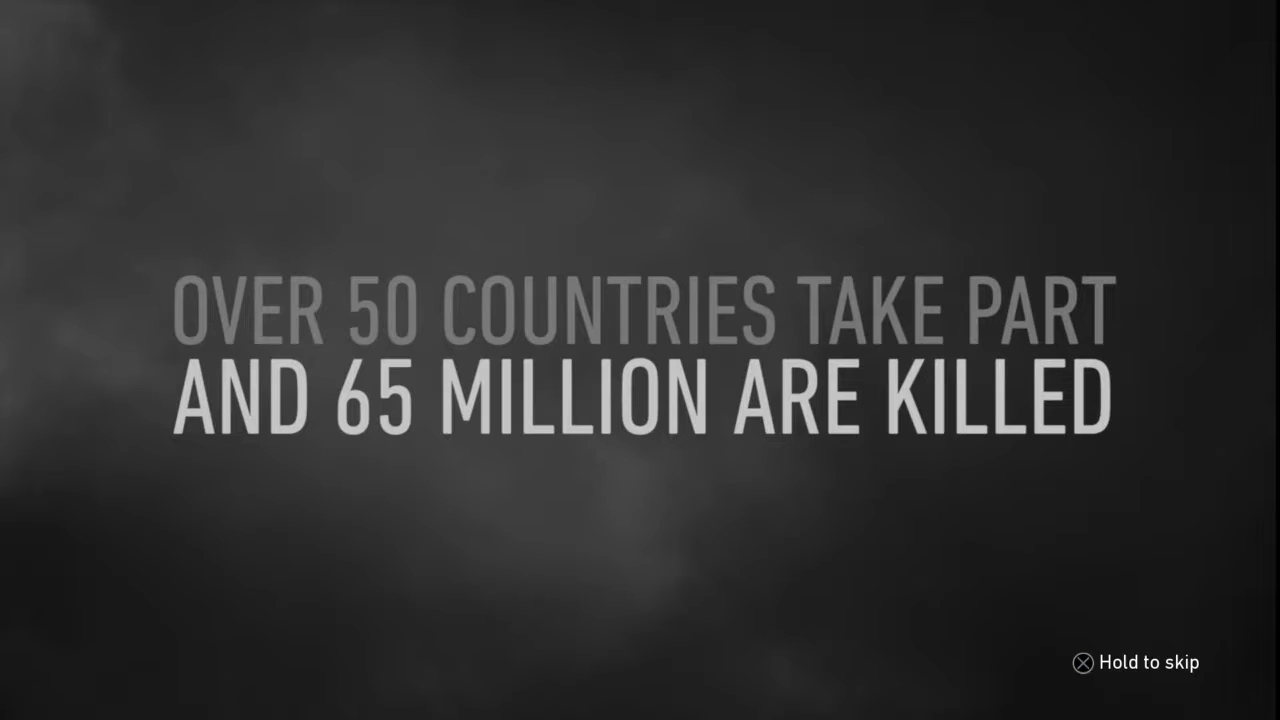 OVER 50 COUNTRIES TAKE PART
AND 65 MILLION ARE KILLED
Hold to skip